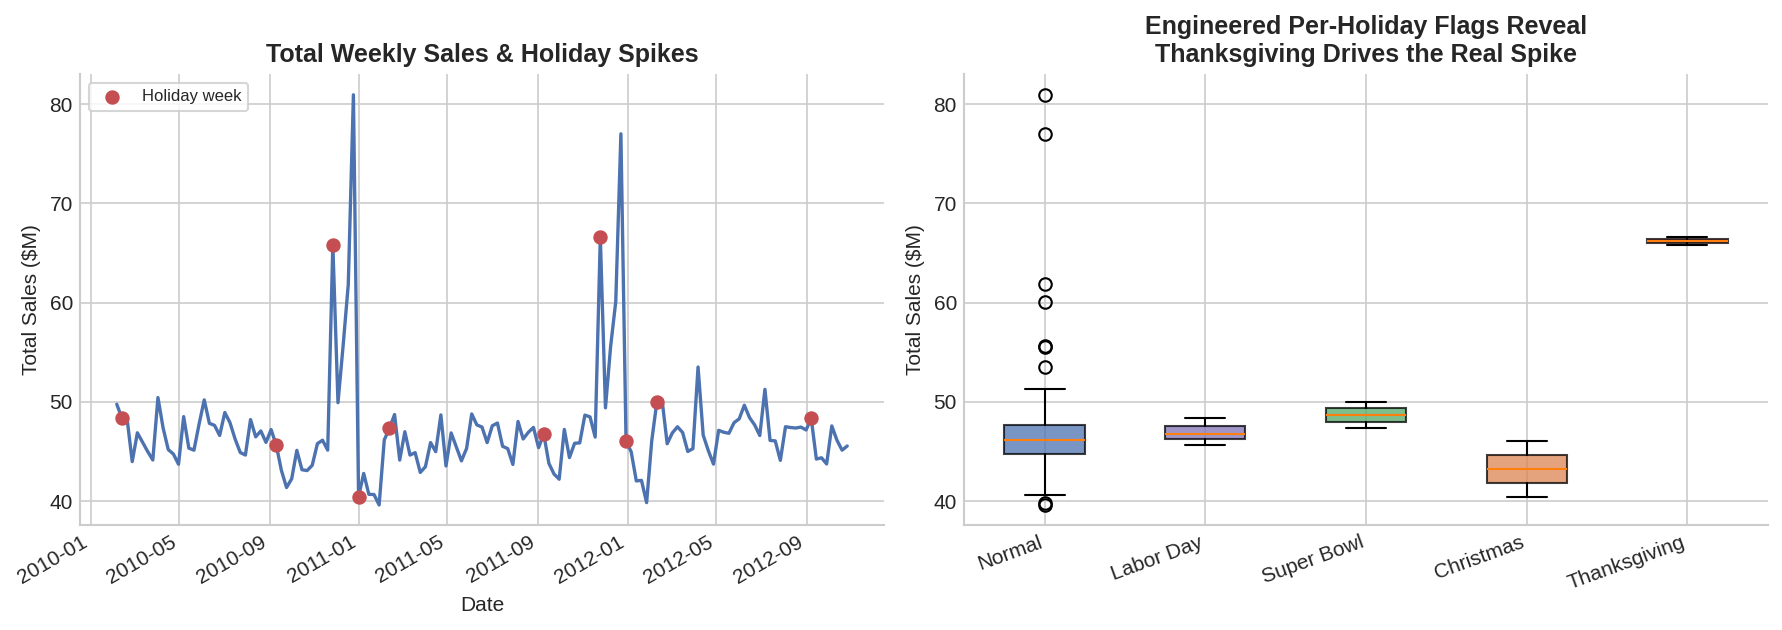 Total Weekly Sales & Holiday Spikes
Holiday week
Total Sales ($M)
80
70
60
50
40
2010-01
2010-05
2010-09
2011-01
2011-05
2011-09
2012-01
2012-05
2012-09
Date
Engineered Per-Holiday Flags Reveal
Thanksgiving Drives the Real Spike
Total Sales ($M)
80
70
60
50
40
Normal
Labor Day
Super Bowl
Christmas
Thanksgiving